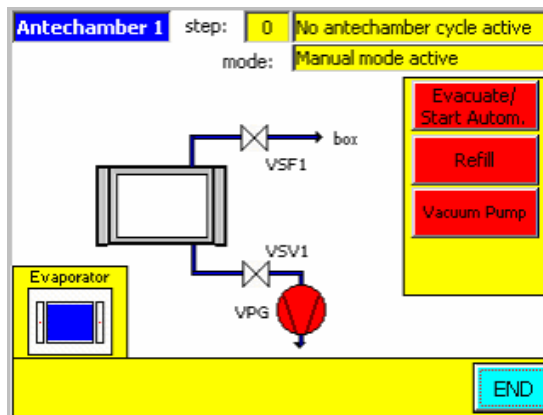 Antechamber 1 step: 0 No antechamber cycle active
mode: Manual mode active
Evacuate/
Start Autom.
Refill
Vacuum Pump
box
VSF1
VSV1
VPG
Evaporator
END